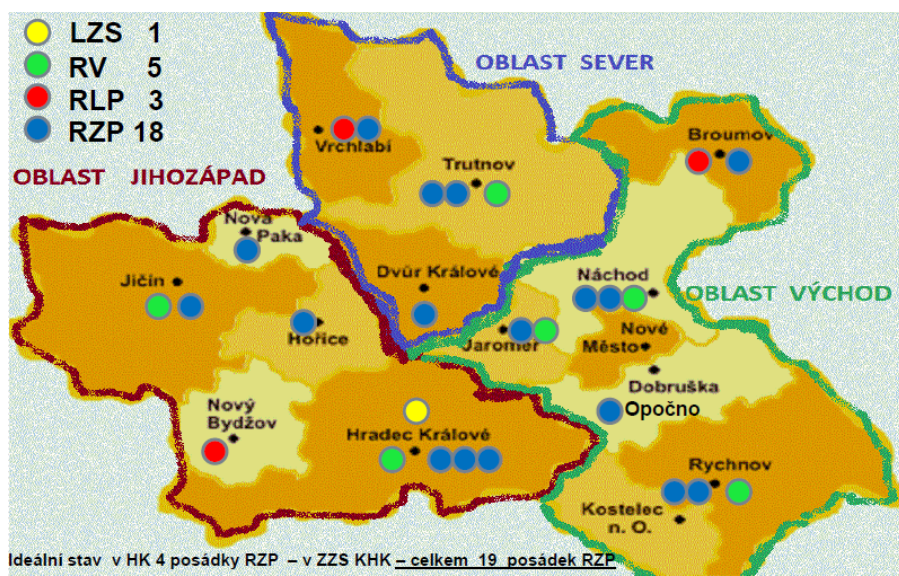 LZS 1
RV 5
RLP 3
RZP 18
OBLAST SEVER
OBLAST JIHOZÁPAD
OBLAST VÝCHOD
Vrchlabí
Trutnov
Broumov
Nová
Paka
Jičín
Dvůr Králové
Náchod
Hořice
Jaroměř
Nové
Město
Dobruška
Opočno
Nový
Bydžov
Hradec Králové
Rychnov
Kostelec
n. O.
Ideální stav v HK 4 posádky RZP – v ZZS KHK – celkem 19 posádek RZP